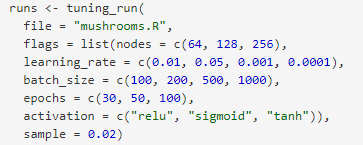 runs <- tuning_run(
file = "mushrooms.R",
flags = list(nodes = c(64, 128, 256),
learning_rate = c(0.01, 0.05, 0.001, 0.0001),
batch_size = c(100, 200, 500, 1000),
epochs = c(30, 50, 100),
activation = c("relu", "sigmoid", "tanh")),
sample = 0.02)